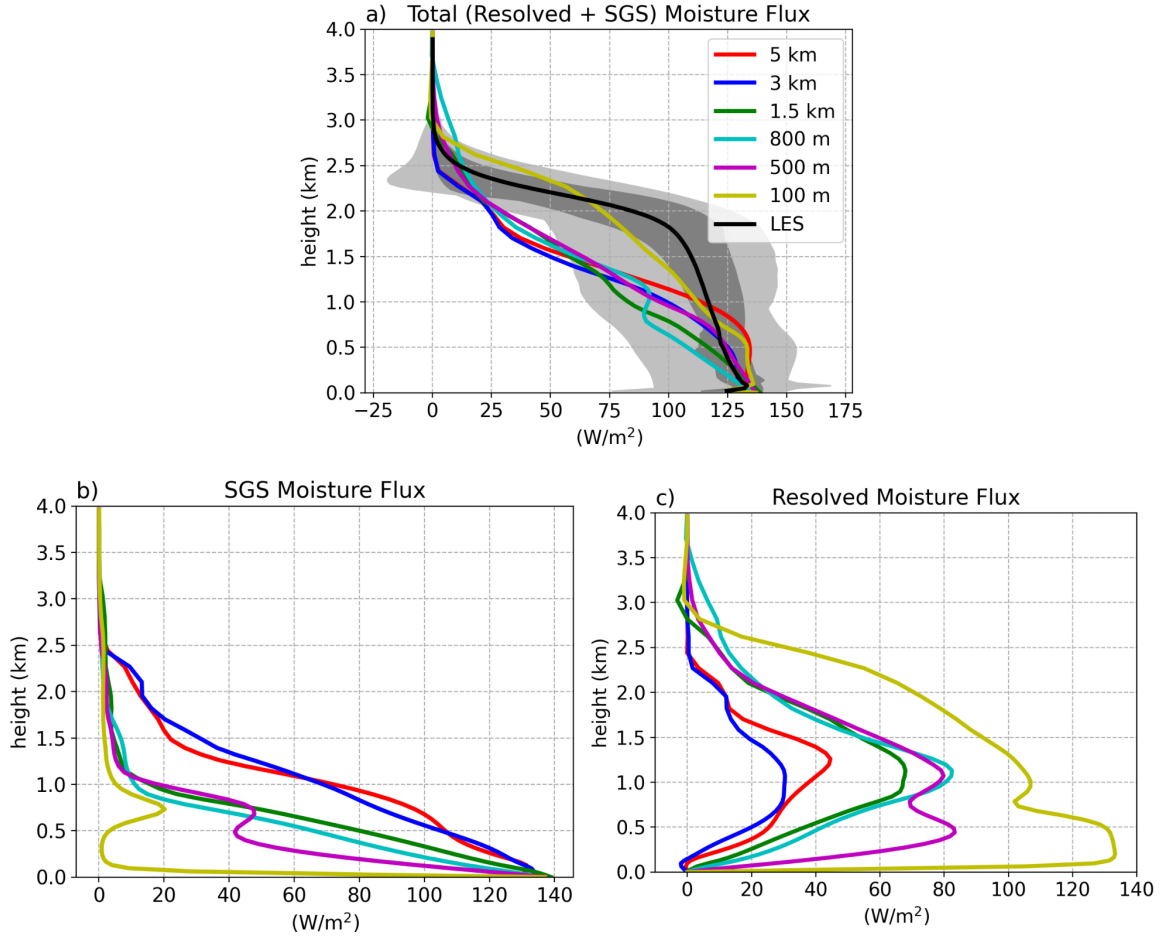 a) Total (Resolved + SGS) Moisture Flux
4.0
3.5
3.0
2.5
2.0
1.5
1.0
0.5
0.0
height (km)
5 km
3 km
1.5 km
800 m
500 m
100 m
LES
−25 0 25 50 75 100 125 150 175
(W/m²)
b) SGS Moisture Flux
4.0
3.5
3.0
2.5
2.0
1.5
1.0
0.5
0.0
height (km)
0 20 40 60 80 100 120 140
(W/m²)
c) Resolved Moisture Flux
4.0
3.5
3.0
2.5
2.0
1.5
1.0
0.5
0.0
height (km)
0 20 40 60 80 100 120 140
(W/m²)